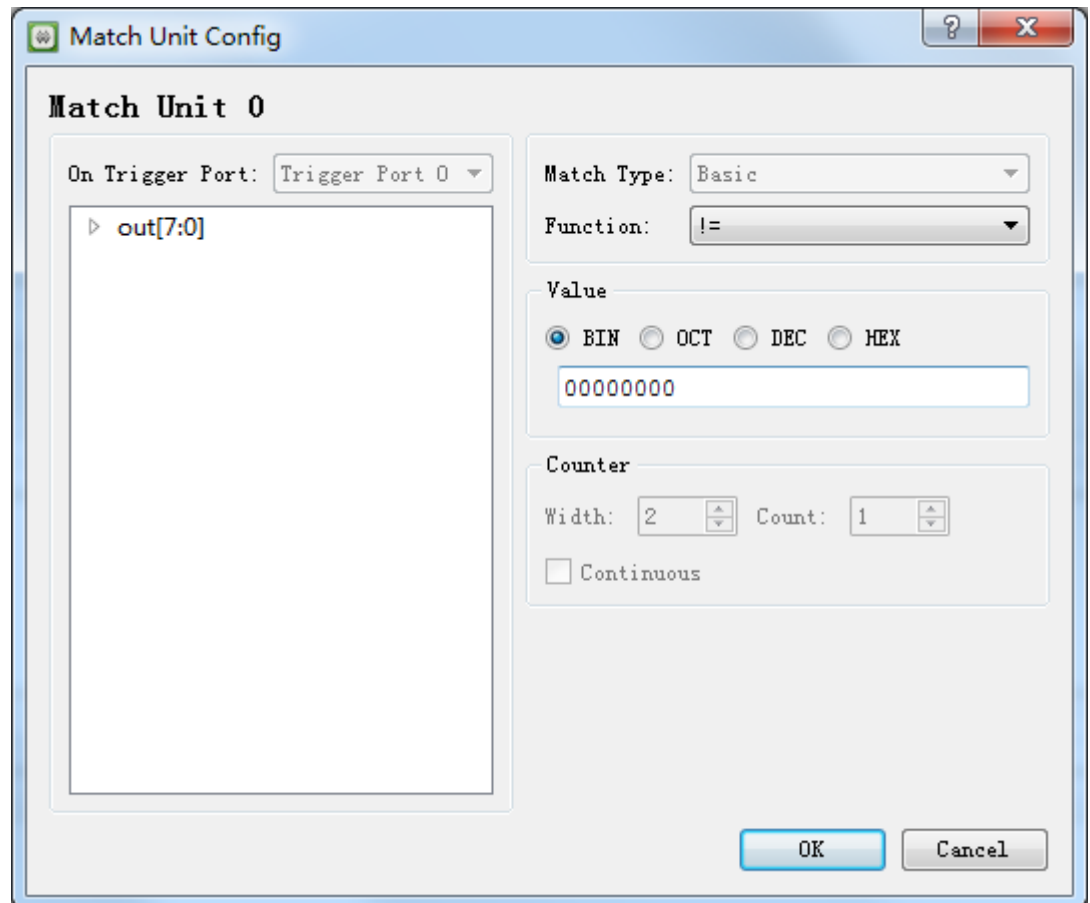 Match Unit Config
Match Unit 0
On Trigger Port: Trigger Port 0
out[7:0]
Match Type: Basic
Function: !=
Value
BIN OCT DEC HEX
00000000
Counter
Width: 2 Count: 1
Continuous
OK Cancel